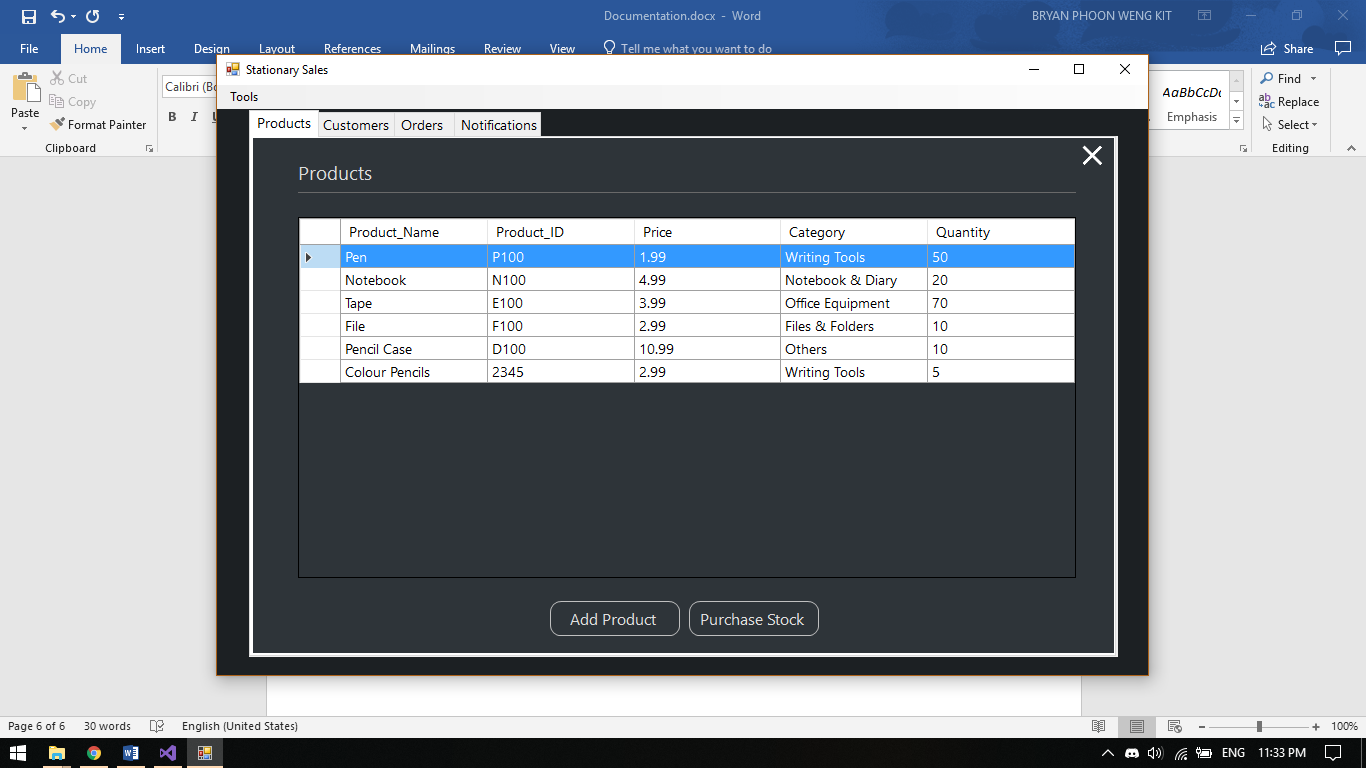 Documentation.docx - Word
BRYAN PHOON WENG KIT
File Home Insert Design Layout References Mailings Review View Tell me what you want to do Share
Stationary Sales
Tools
Paste
Cut
Copy
Format Painter
Clipboard
Calibri (Bo
B I U
AaBbCcDc
Emphasis
Find
Replace
Select
Editing
Products Customers Orders Notifications
Products
Product_Name Product_ID Price Category Quantity
Pen P100 1.99 Writing Tools 50
Notebook N100 4.99 Notebook & Diary 20
Tape E100 3.99 Office Equipment 70
File F100 2.99 Files & Folders 10
Pencil Case D100 10.99 Others 10
Colour Pencils 2345 2.99 Writing Tools 5
Add Product Purchase Stock
Page 6 of 6 30 words English (United States) 100%
ENG 11:33 PM